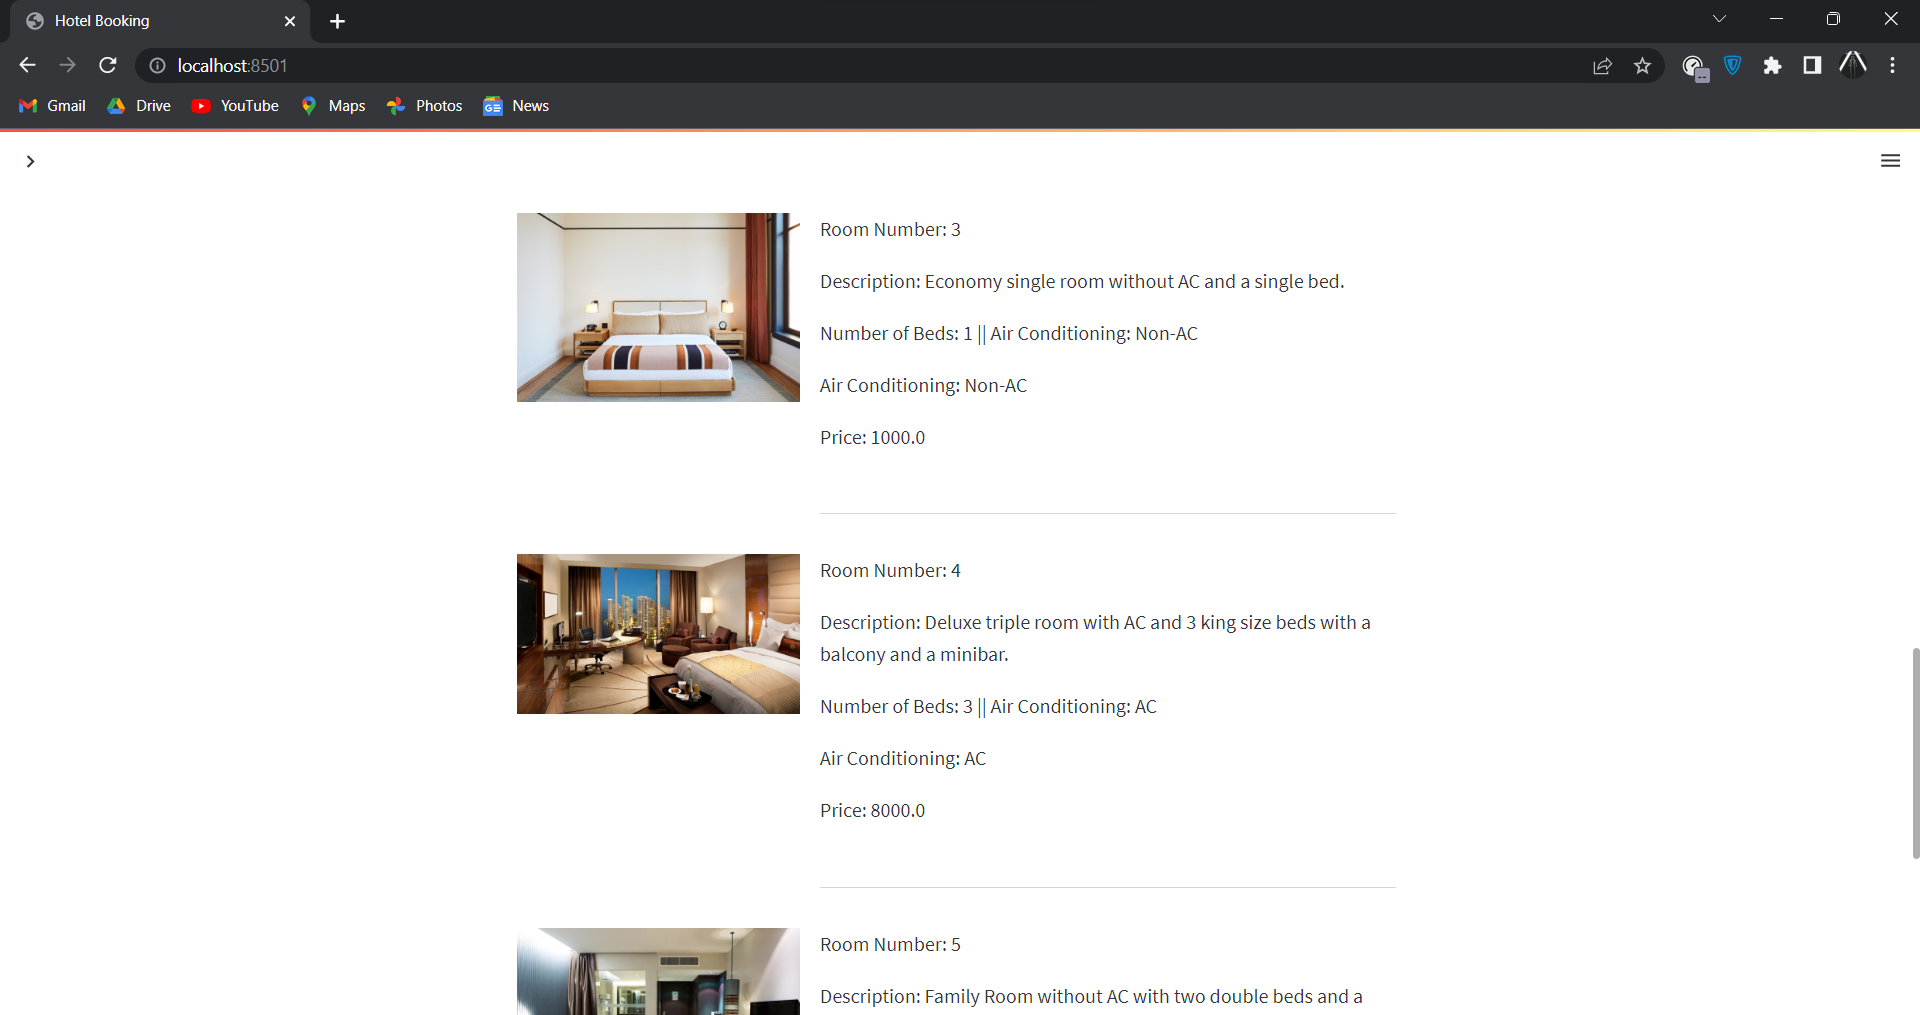 Hotel Booking
localhost:8501
Gmail Drive YouTube Maps Photos News
Room Number: 3
Description: Economy single room without AC and a single bed.
Number of Beds: 1 || Air Conditioning: Non-AC
Air Conditioning: Non-AC
Price: 1000.0
Room Number: 4
Description: Deluxe triple room with AC and 3 king size beds with a
balcony and a minibar.
Number of Beds: 3 || Air Conditioning: AC
Air Conditioning: AC
Price: 8000.0
Room Number: 5
Description: Family Room without AC with two double beds and a